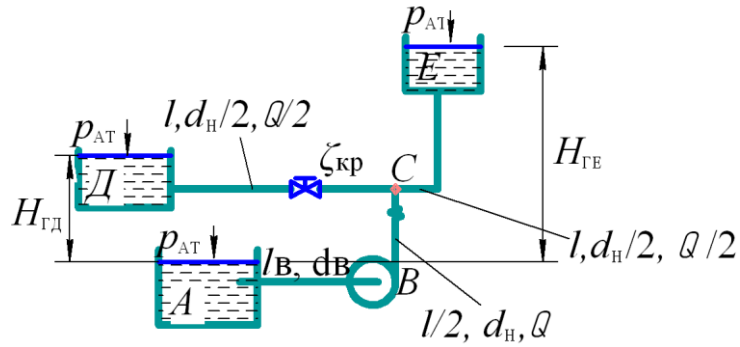 pАТ
E
l, dн/2, Q/2
pАТ
ζкр
C
HГЕ
Д
HГД
pАТ
lв, dв
l, dн/2, Q/2
A
B
l/2, dн, Q